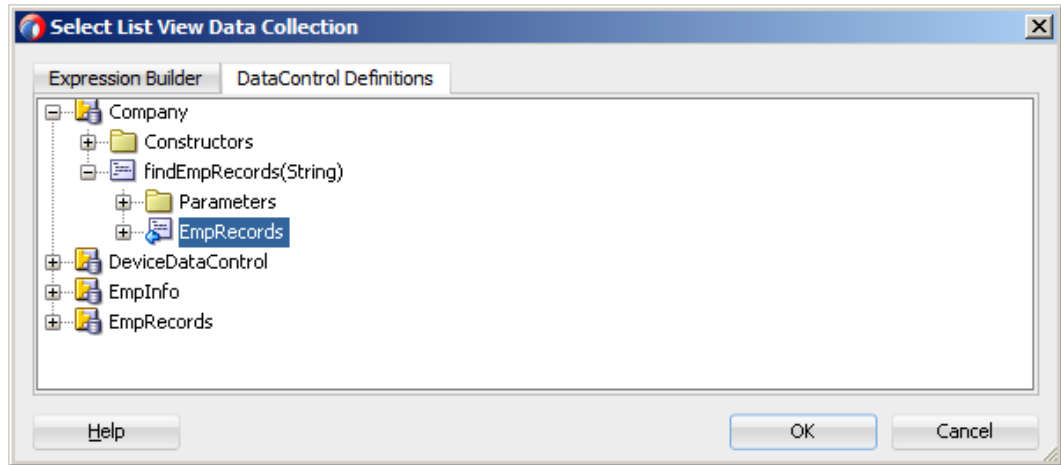 Select List View Data Collection
Expression Builder DataControl Definitions
Company
Constructors
findEmpRecords(String)
Parameters
EmpRecords
DeviceDataControl
EmpInfo
EmpRecords
Help OK Cancel